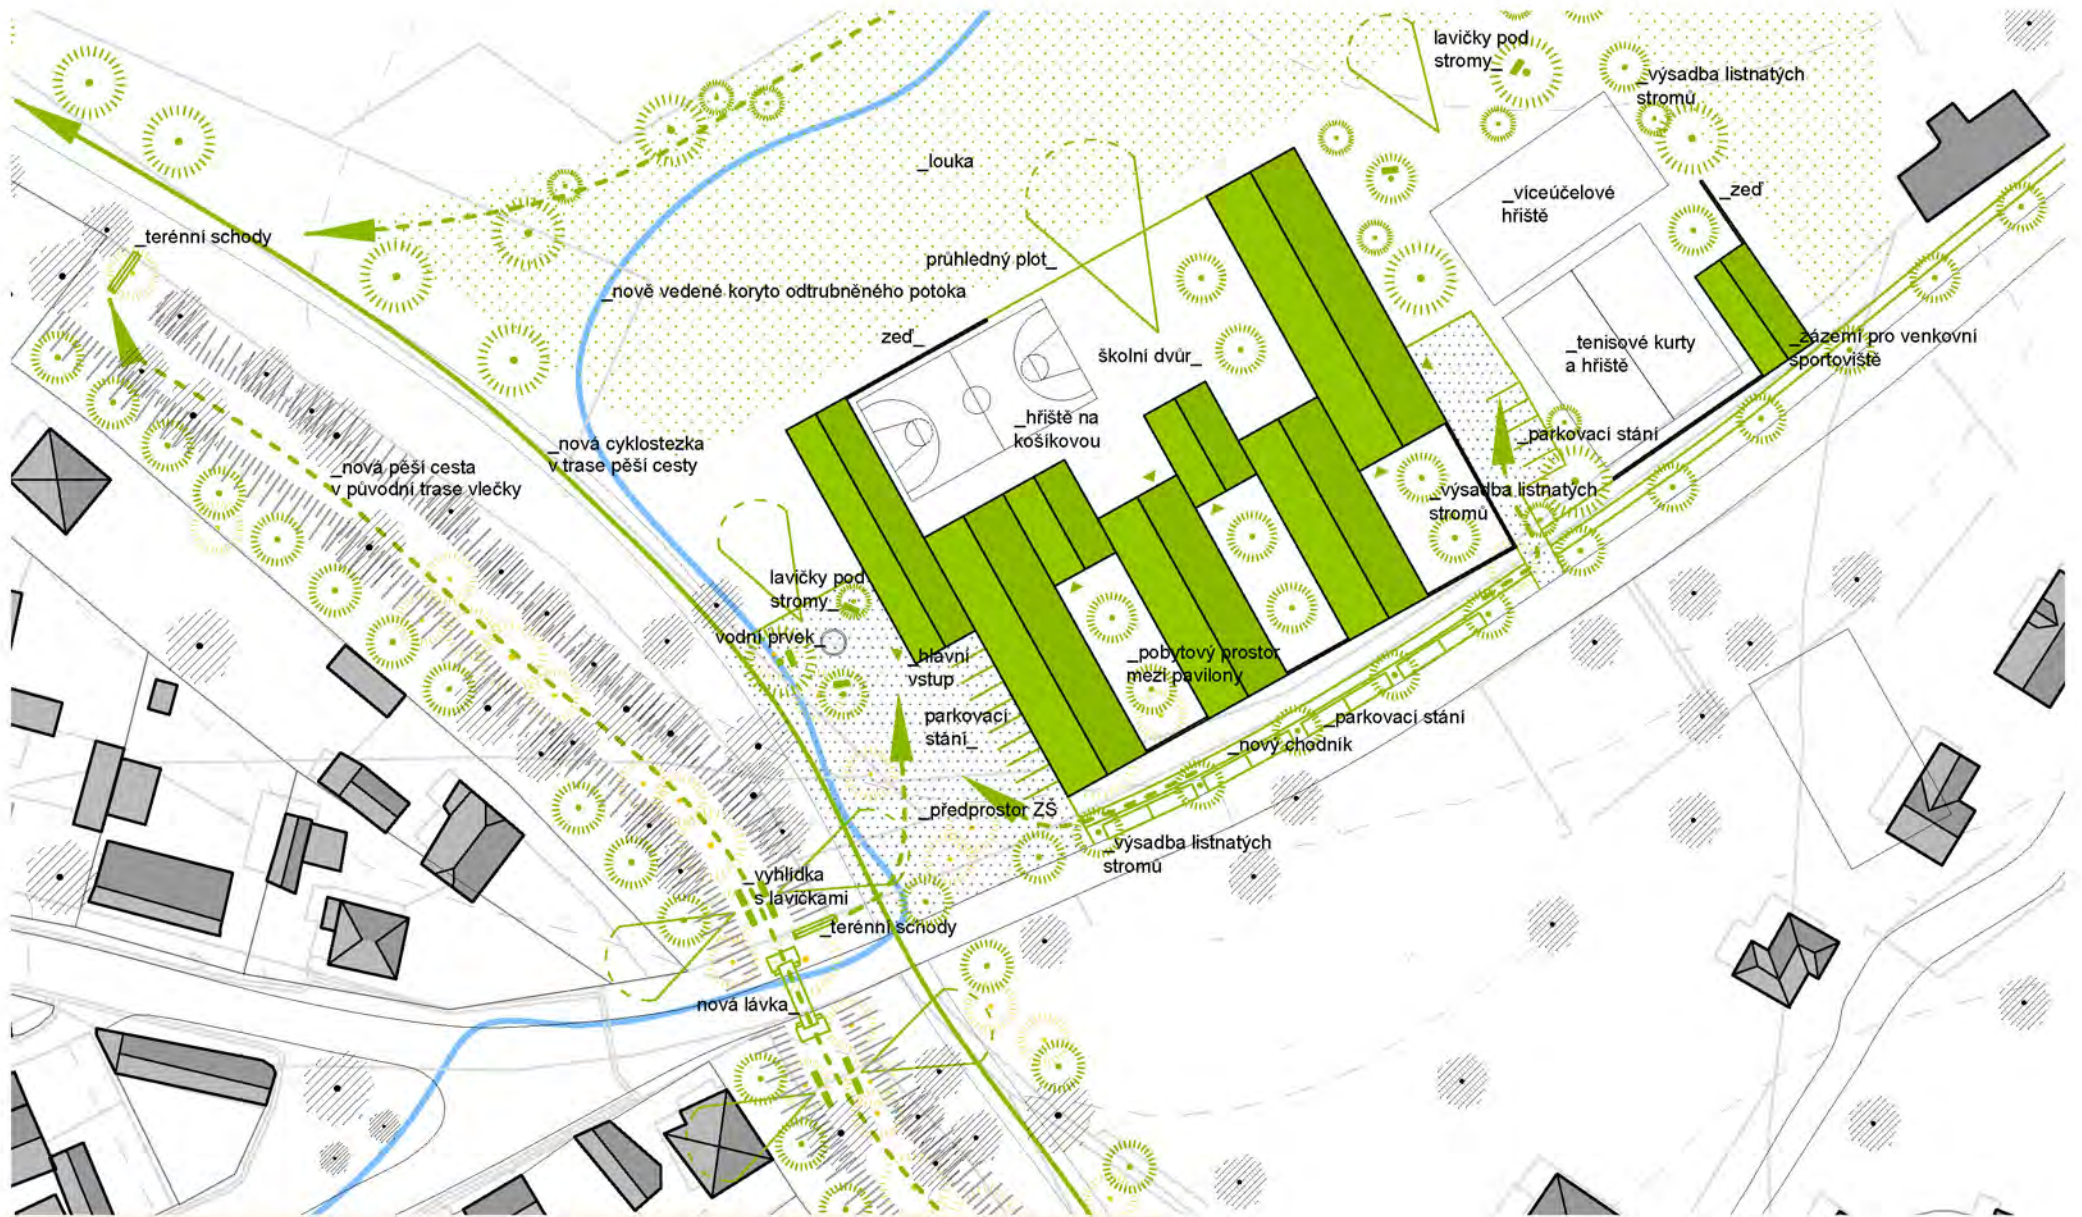 lavičky pod
stromy_
_výsadba listnatých
stromů
_louka
_víceúčelové
hřiště
_zeď
_terénní schody
průhledný plot_
_nově vedené koryto odtrubněného potoka
zeď_
školní dvůr_
_tenisové kurty
a hřiště
_zázemí pro venkovní
sportoviště
_hřiště na
košíkovou
_nová cyklostezka
v trase pěší cesty
_parkovací stání
_nová pěší cesta
v původní trase vlečky
_výsadba listnatých
stromů
lavičky pod
stromy_
vodní prvek_
_hlavní
vstup
_pobytový prostor
mezi pavilony
parkovací
stání_
_parkovací stání
_nový chodník
_předprostor ZŠ
_výsadba listnatých
stromů
_vyhlídka
s lavičkami
_terénní schody
nová lávka_